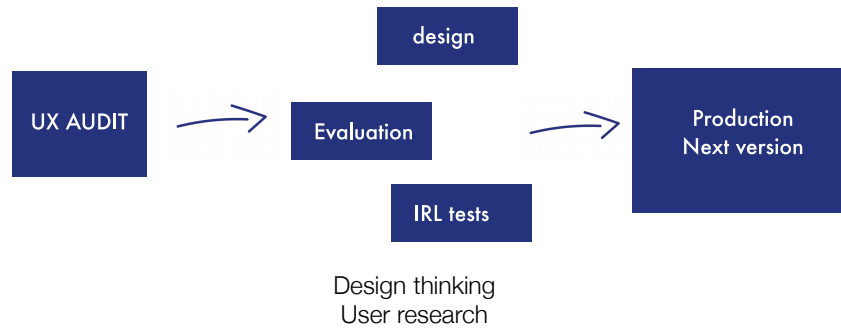 UX AUDIT
design
Evaluation
IRL tests
Production
Next version
Design thinking
User research